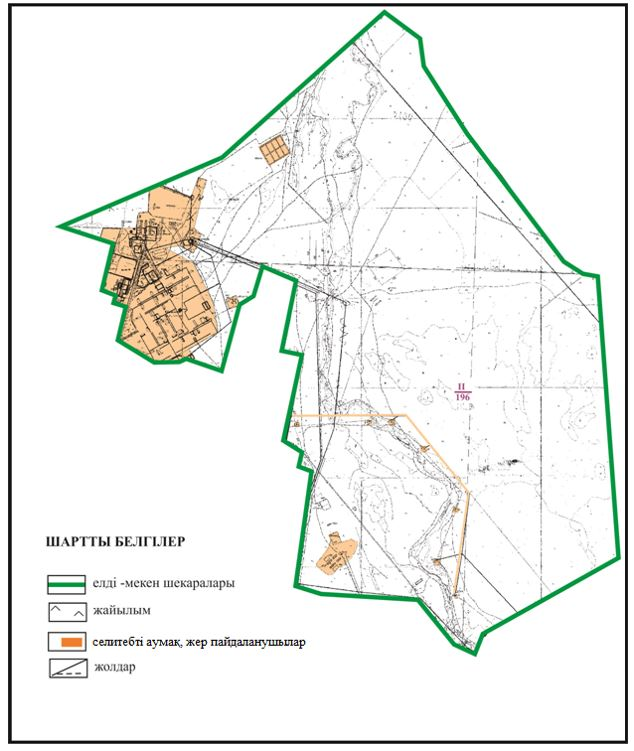 II
196
ШАРТТЫ БЕЛГІЛЕР
елді -мекен шекаралары
жайылым
селитебті аумақ, жер пайдаланушылар
жолдар